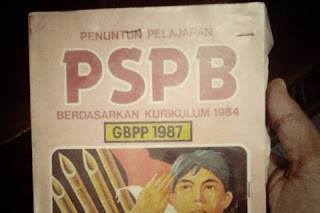 PENUNTUN PELAJARAN
PSPB
BERDASARKAN KURIKULUM 1984
GBPP 1987